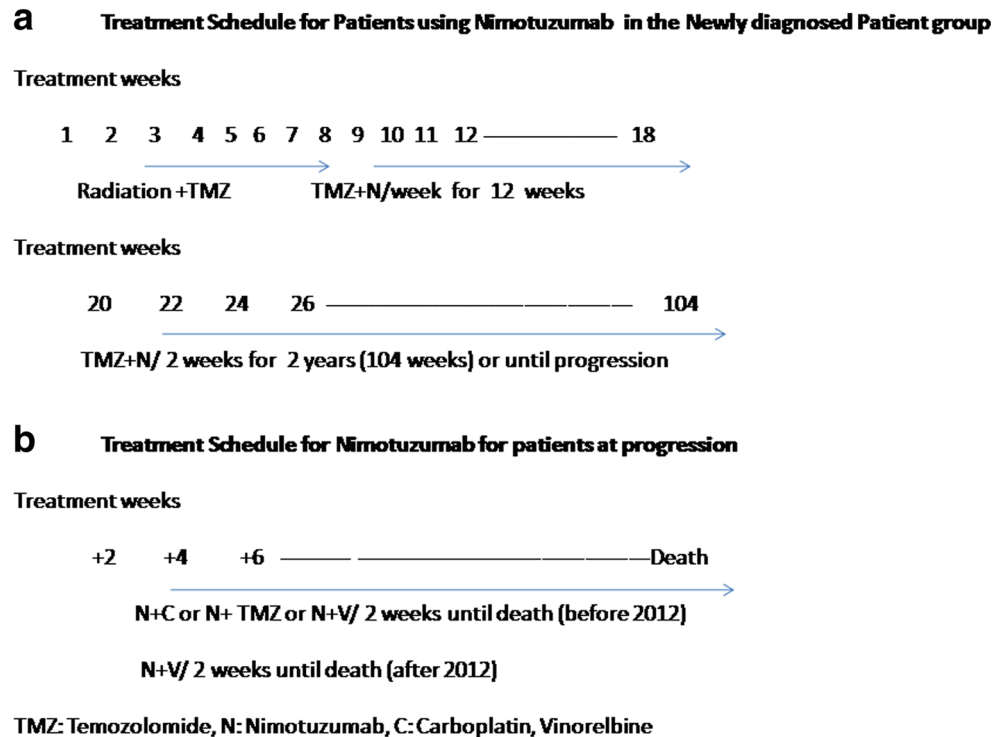 a Treatment Schedule for Patients using Nimotuzumab in the Newly diagnosed Patient group
Treatment weeks
1 2 3 4 5 6 7 8 9 10 11 12 ———————— 18
Radiation +TMZ TMZ+N/week for 12 weeks
Treatment weeks
20 22 24 26 ———————————— 104
TMZ+N/ 2 weeks for 2 years (104 weeks) or until progression
b Treatment Schedule for Nimotuzumab for patients at progression
Treatment weeks
+2 +4 +6 ———— ————————————Death
N+C or N+ TMZ or N+V/ 2 weeks until death (before 2012)
N+V/ 2 weeks until death (after 2012)
TMZ: Temozolomide, N: Nimotuzumab, C: Carboplatin, Vinorelbine